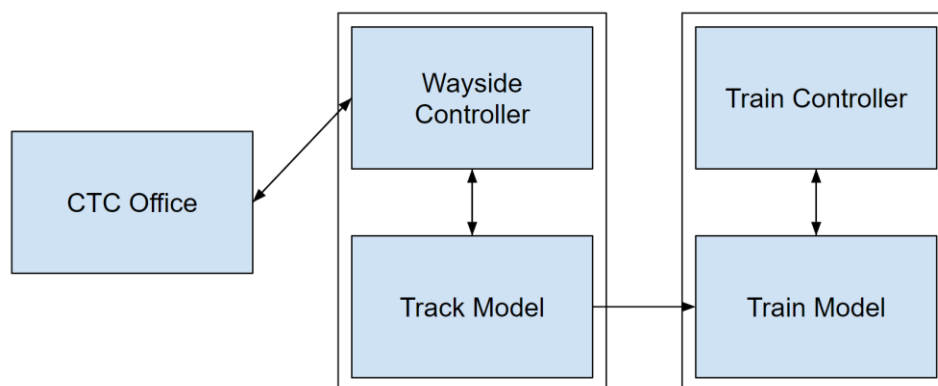 CTC Office
Wayside
Controller
Track Model
Train Controller
Train Model